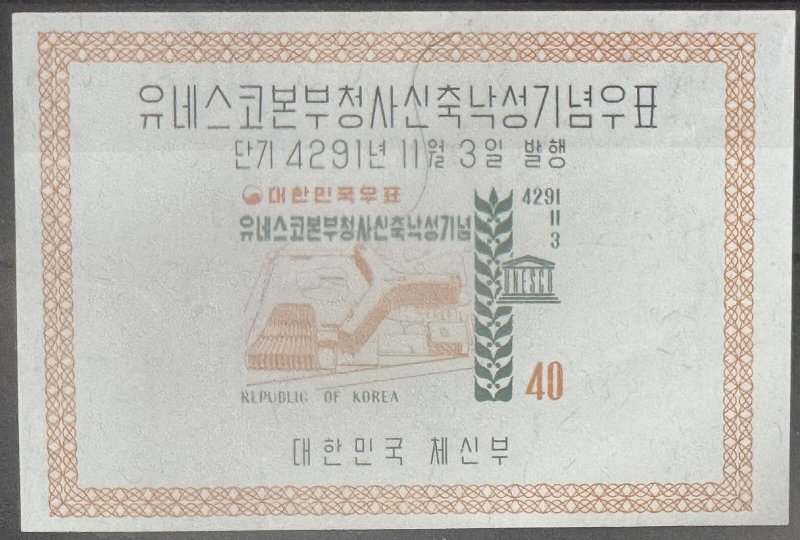 유네스코본부청사신축낙성기념우표
단기 4291년 11월 3일 발행
대한민국우표
유네스코본부청사신축낙성기념
4291
11
3
UNESCO
40
REPUBLIC OF KOREA
대한민국 체신부